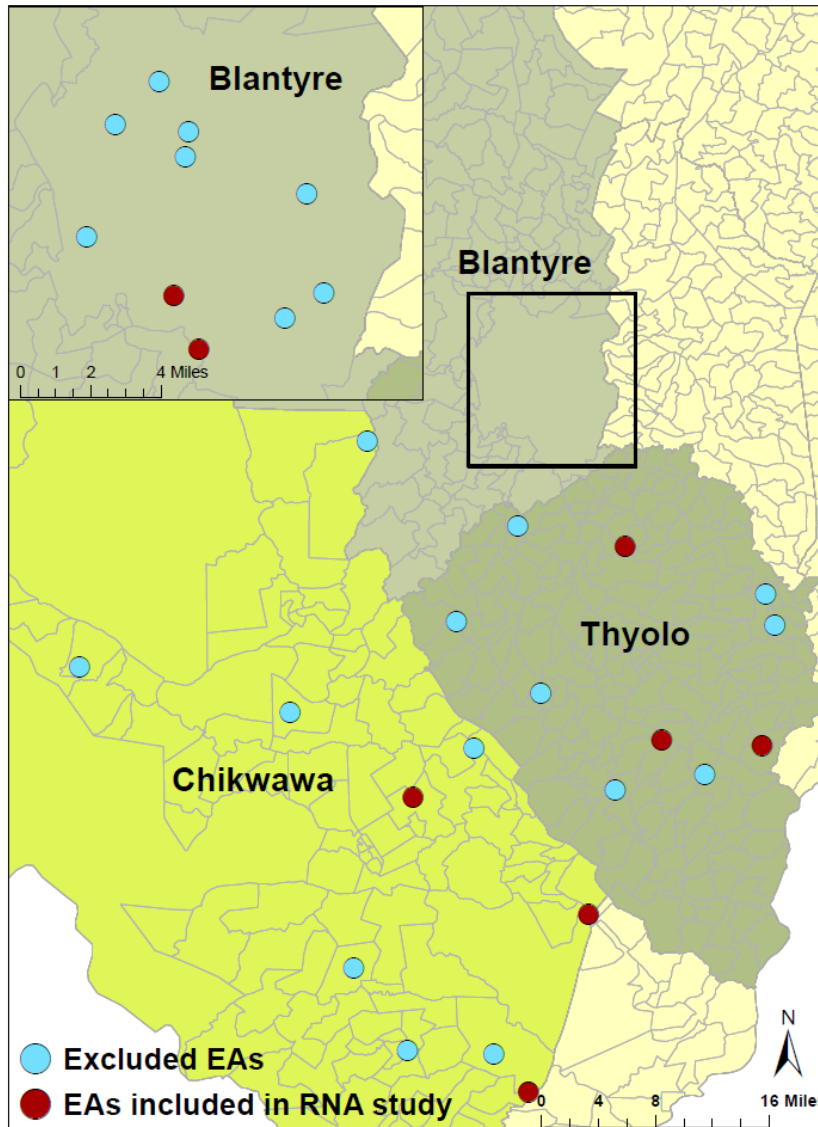 Blantyre
0 1 2 4 Miles
Blantyre
Thyolo
Chikwawa
N
Excluded EAs
EAs included in RNA study
0 4 8 16 Miles